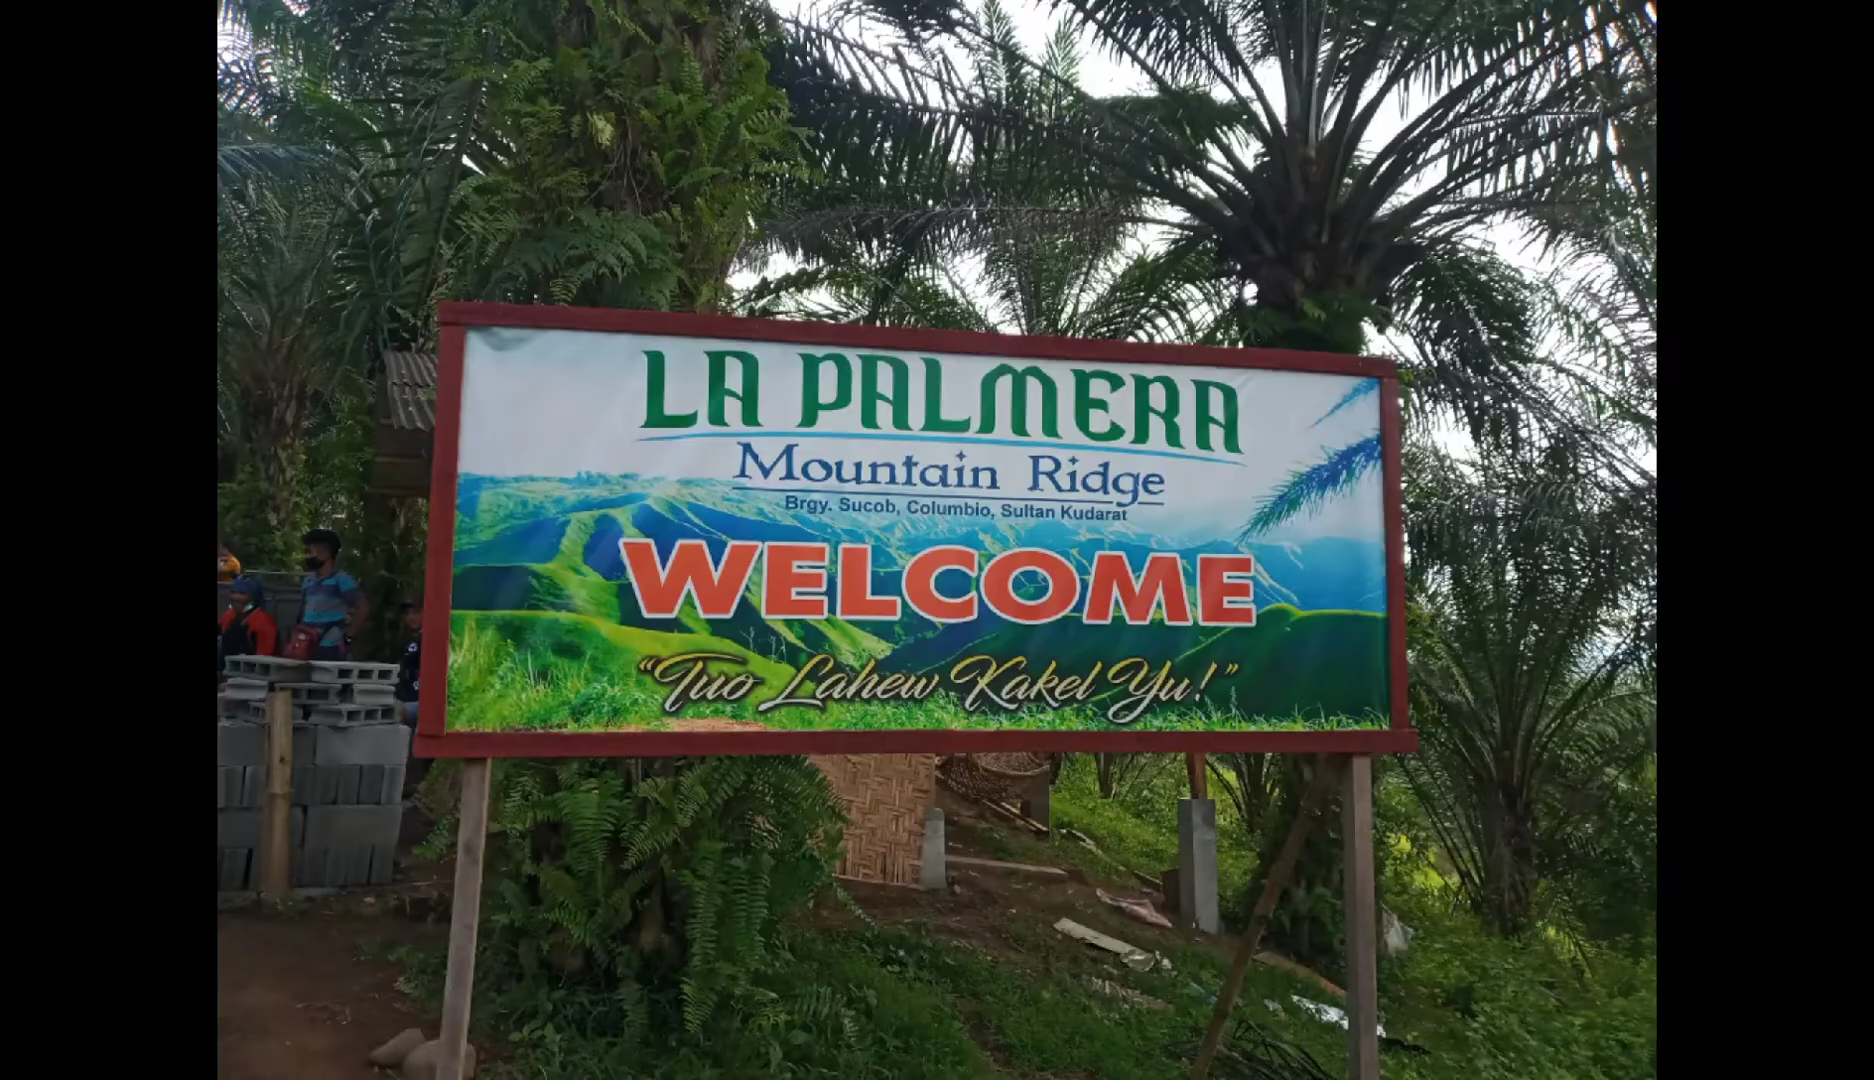 LA PALMERA
Mountain Ridge
Brgy. Sucob, Columbio, Sultan Kudarat
WELCOME
"Tuo Lahew Kakel Yu!"